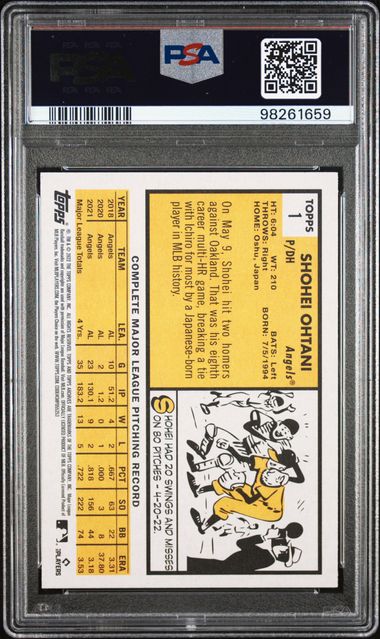 PSA
98261659
TOPPS
1
SHOHEI OHTANI
P/DH
Angels®
HT: 6:04 WT: 210 BATS: Left
THROWS: Right BORN: 7/5/1994
HOME: Oshu, Japan
On May 9, Shohei hit two homers
against Oakland. That was his eighth
career multi-HR game, breaking a tie
with Ichiro for most by a Japanese-born
player in MLB history.
SHOHEI HAD 20 SWINGS AND MISSES
ON 80 PITCHES - 4-20-22.
COMPLETE MAJOR LEAGUE PITCHING RECORD
YEAR TEAM LEA. G IP W L PCT SO BB ERA
2018 Angels AL 10 51.2 4 2 .667 63 22 3.31
2020 Angels AL 2 1.2 0 1 .000 3 8 37.80
2021 Angels AL 23 130.1 9 2 .818 156 44 3.18
Major League Totals 4 Yrs. 35 183.2 13 5 .722 222 74 3.53
Topps
PLAYERS